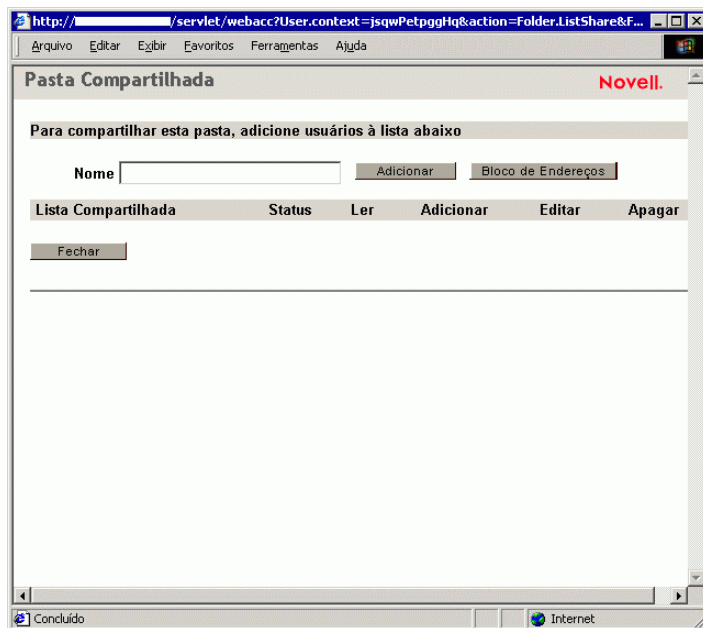 http:// /servlet/webacc?User.context=jsqwPetpggHq&action=Folder.ListShare&F...
Arquivo Editar Exibir Favoritos Ferramentas Ajuda
Pasta Compartilhada
Novell.
Para compartilhar esta pasta, adicione usuários à lista abaixo
Nome Adicionar Bloco de Endereços
Lista Compartilhada Status Ler Adicionar Editar Apagar
Fechar
Concluído Internet